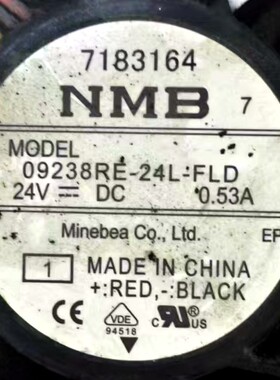 7183164
NMB 7
MODEL
09238RE-24L-FLD
24V ⎓ DC 0.53A
Minebea Co., Ltd.
1 MADE IN CHINA
+:RED,-:BLACK
CE VDE 94518 c UR US